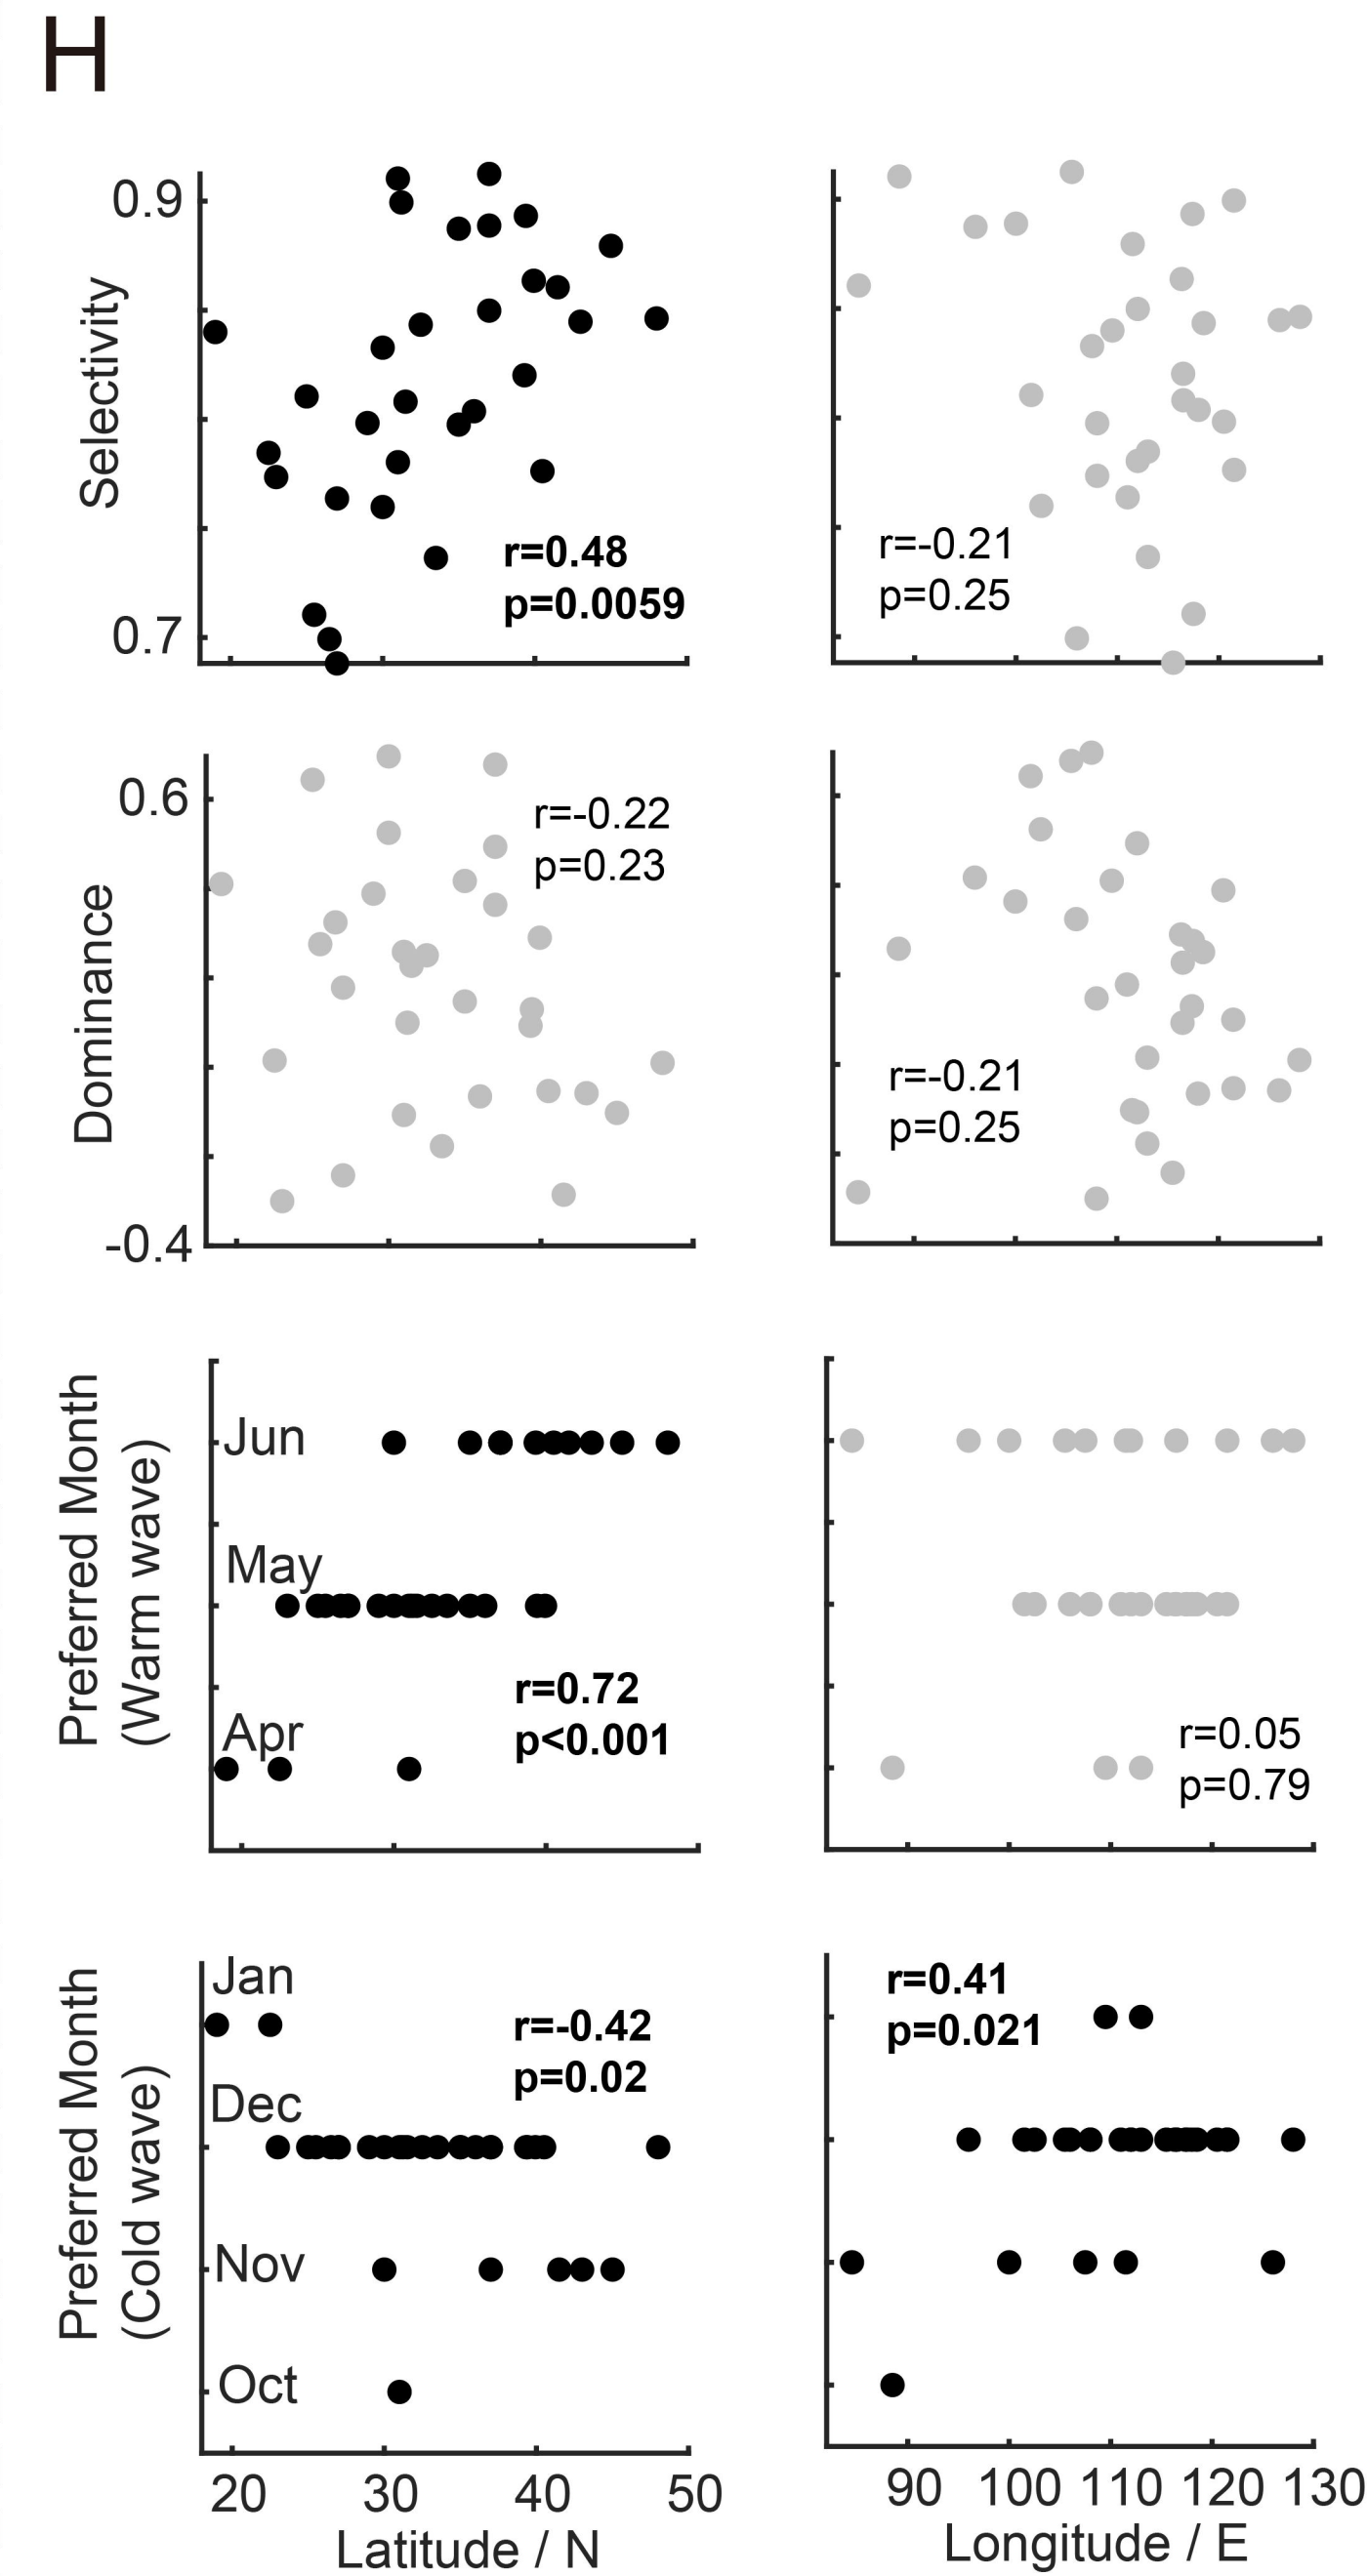 H
0.9
Selectivity
0.7
r=0.48
p=0.0059
r=-0.21
p=0.25
0.6
Dominance
-0.4
r=-0.22
p=0.23
r=-0.21
p=0.25
Preferred Month
(Warm wave)
Jun
May
Apr
r=0.72
p<0.001
r=0.05
p=0.79
Preferred Month
(Cold wave)
Jan
Dec
Nov
Oct
r=-0.42
p=0.02
r=0.41
p=0.021
20 30 40 50
Latitude / N
90 100 110 120 130
Longitude / E